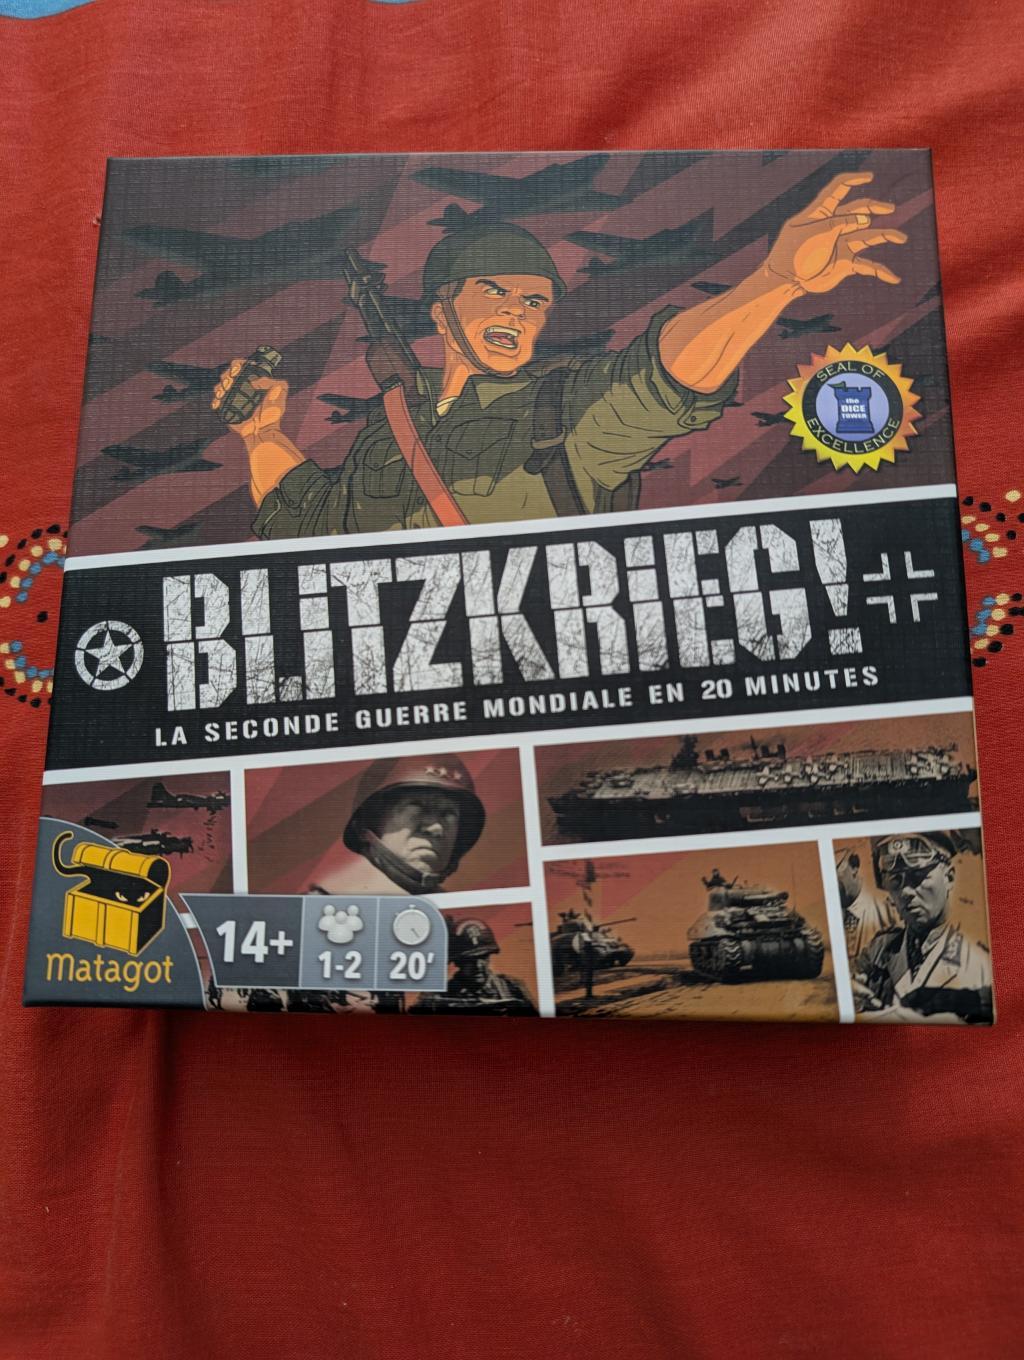 SEAL OF
the
DICE
TOWER
EXCELLENCE
BLiTZKRiEG!
LA SECONDE GUERRE MONDIALE EN 20 MINUTES
matagot
14+
1-2
20'